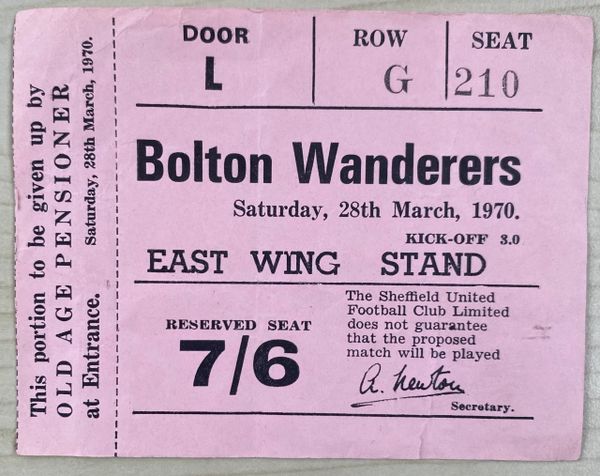 This portion to be given up by
OLD AGE PENSIONER
Saturday, 28th March, 1970.
at Entrance.
DOOR
L
ROW
G
SEAT
210
Bolton Wanderers
Saturday, 28th March, 1970.
KICK-OFF 3.0
EAST WING STAND
RESERVED SEAT
7/6
The Sheffield United
Football Club Limited
does not guarantee
that the proposed
match will be played
A. Newton
Secretary.